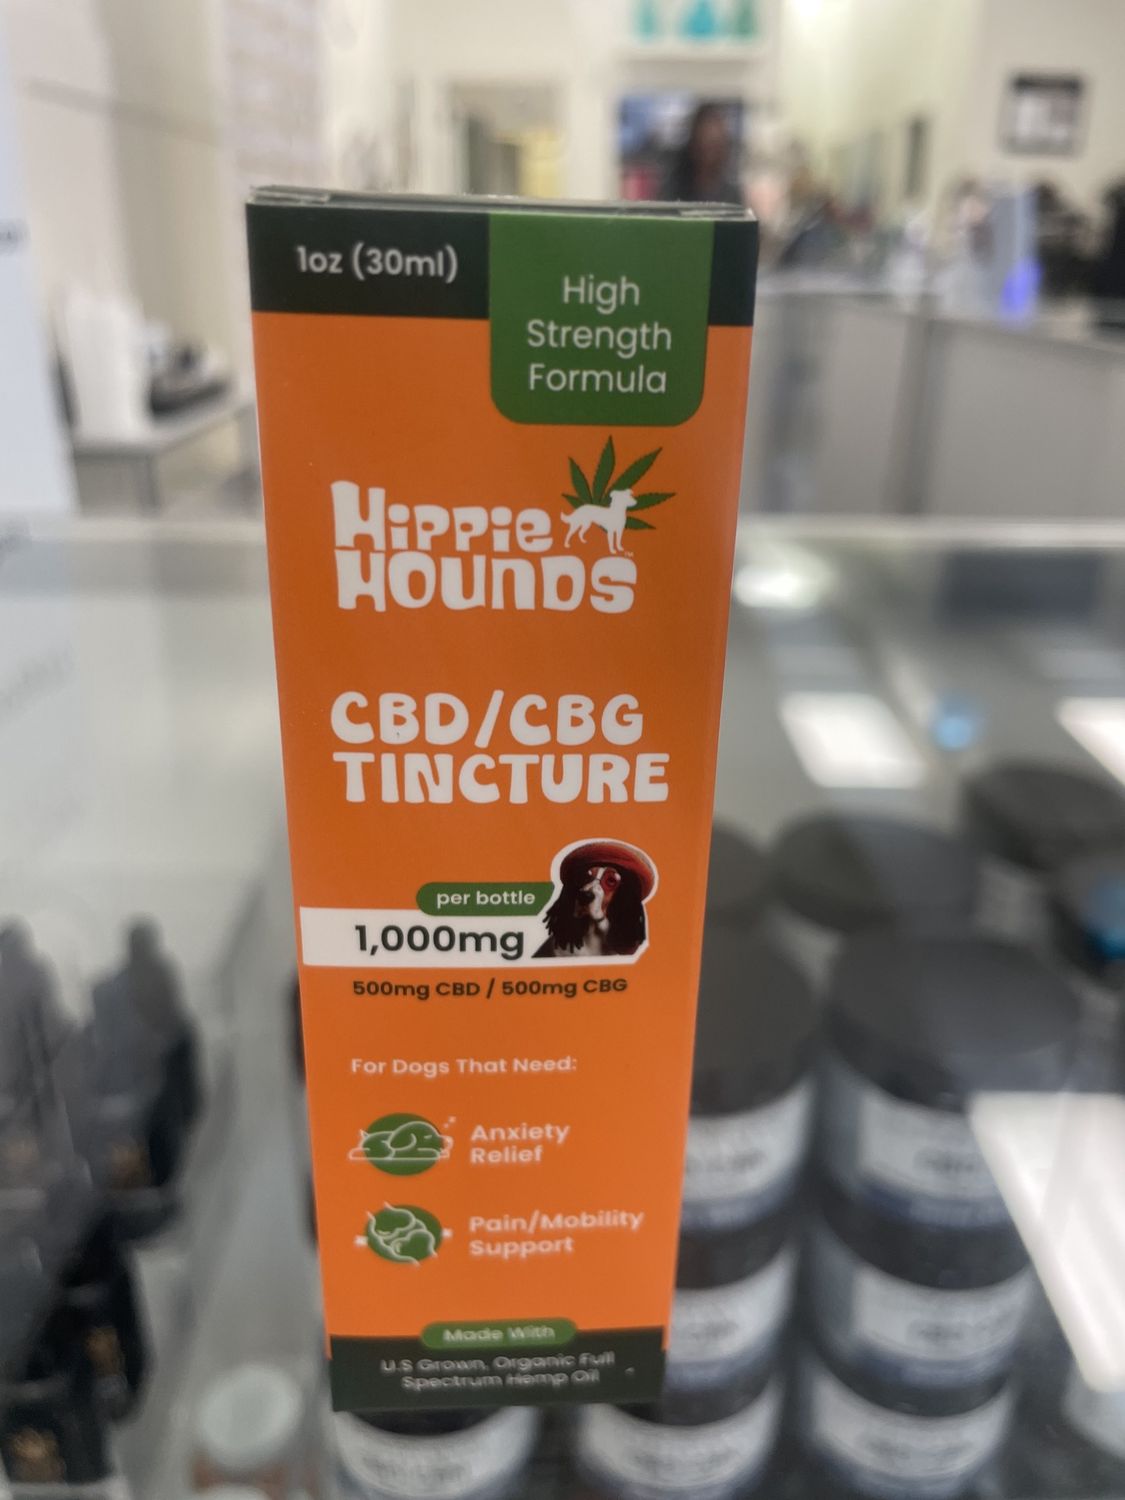 1oz (30ml)
High
Strength
Formula
Hippie
Hounds™
CBD/CBG
TINCTURE
per bottle
1,000mg
500mg CBD / 500mg CBG
For Dogs That Need:
Anxiety
Relief
Pain/Mobility
Support
Made With
U.S Grown, Organic Full
Spectrum Hemp Oil